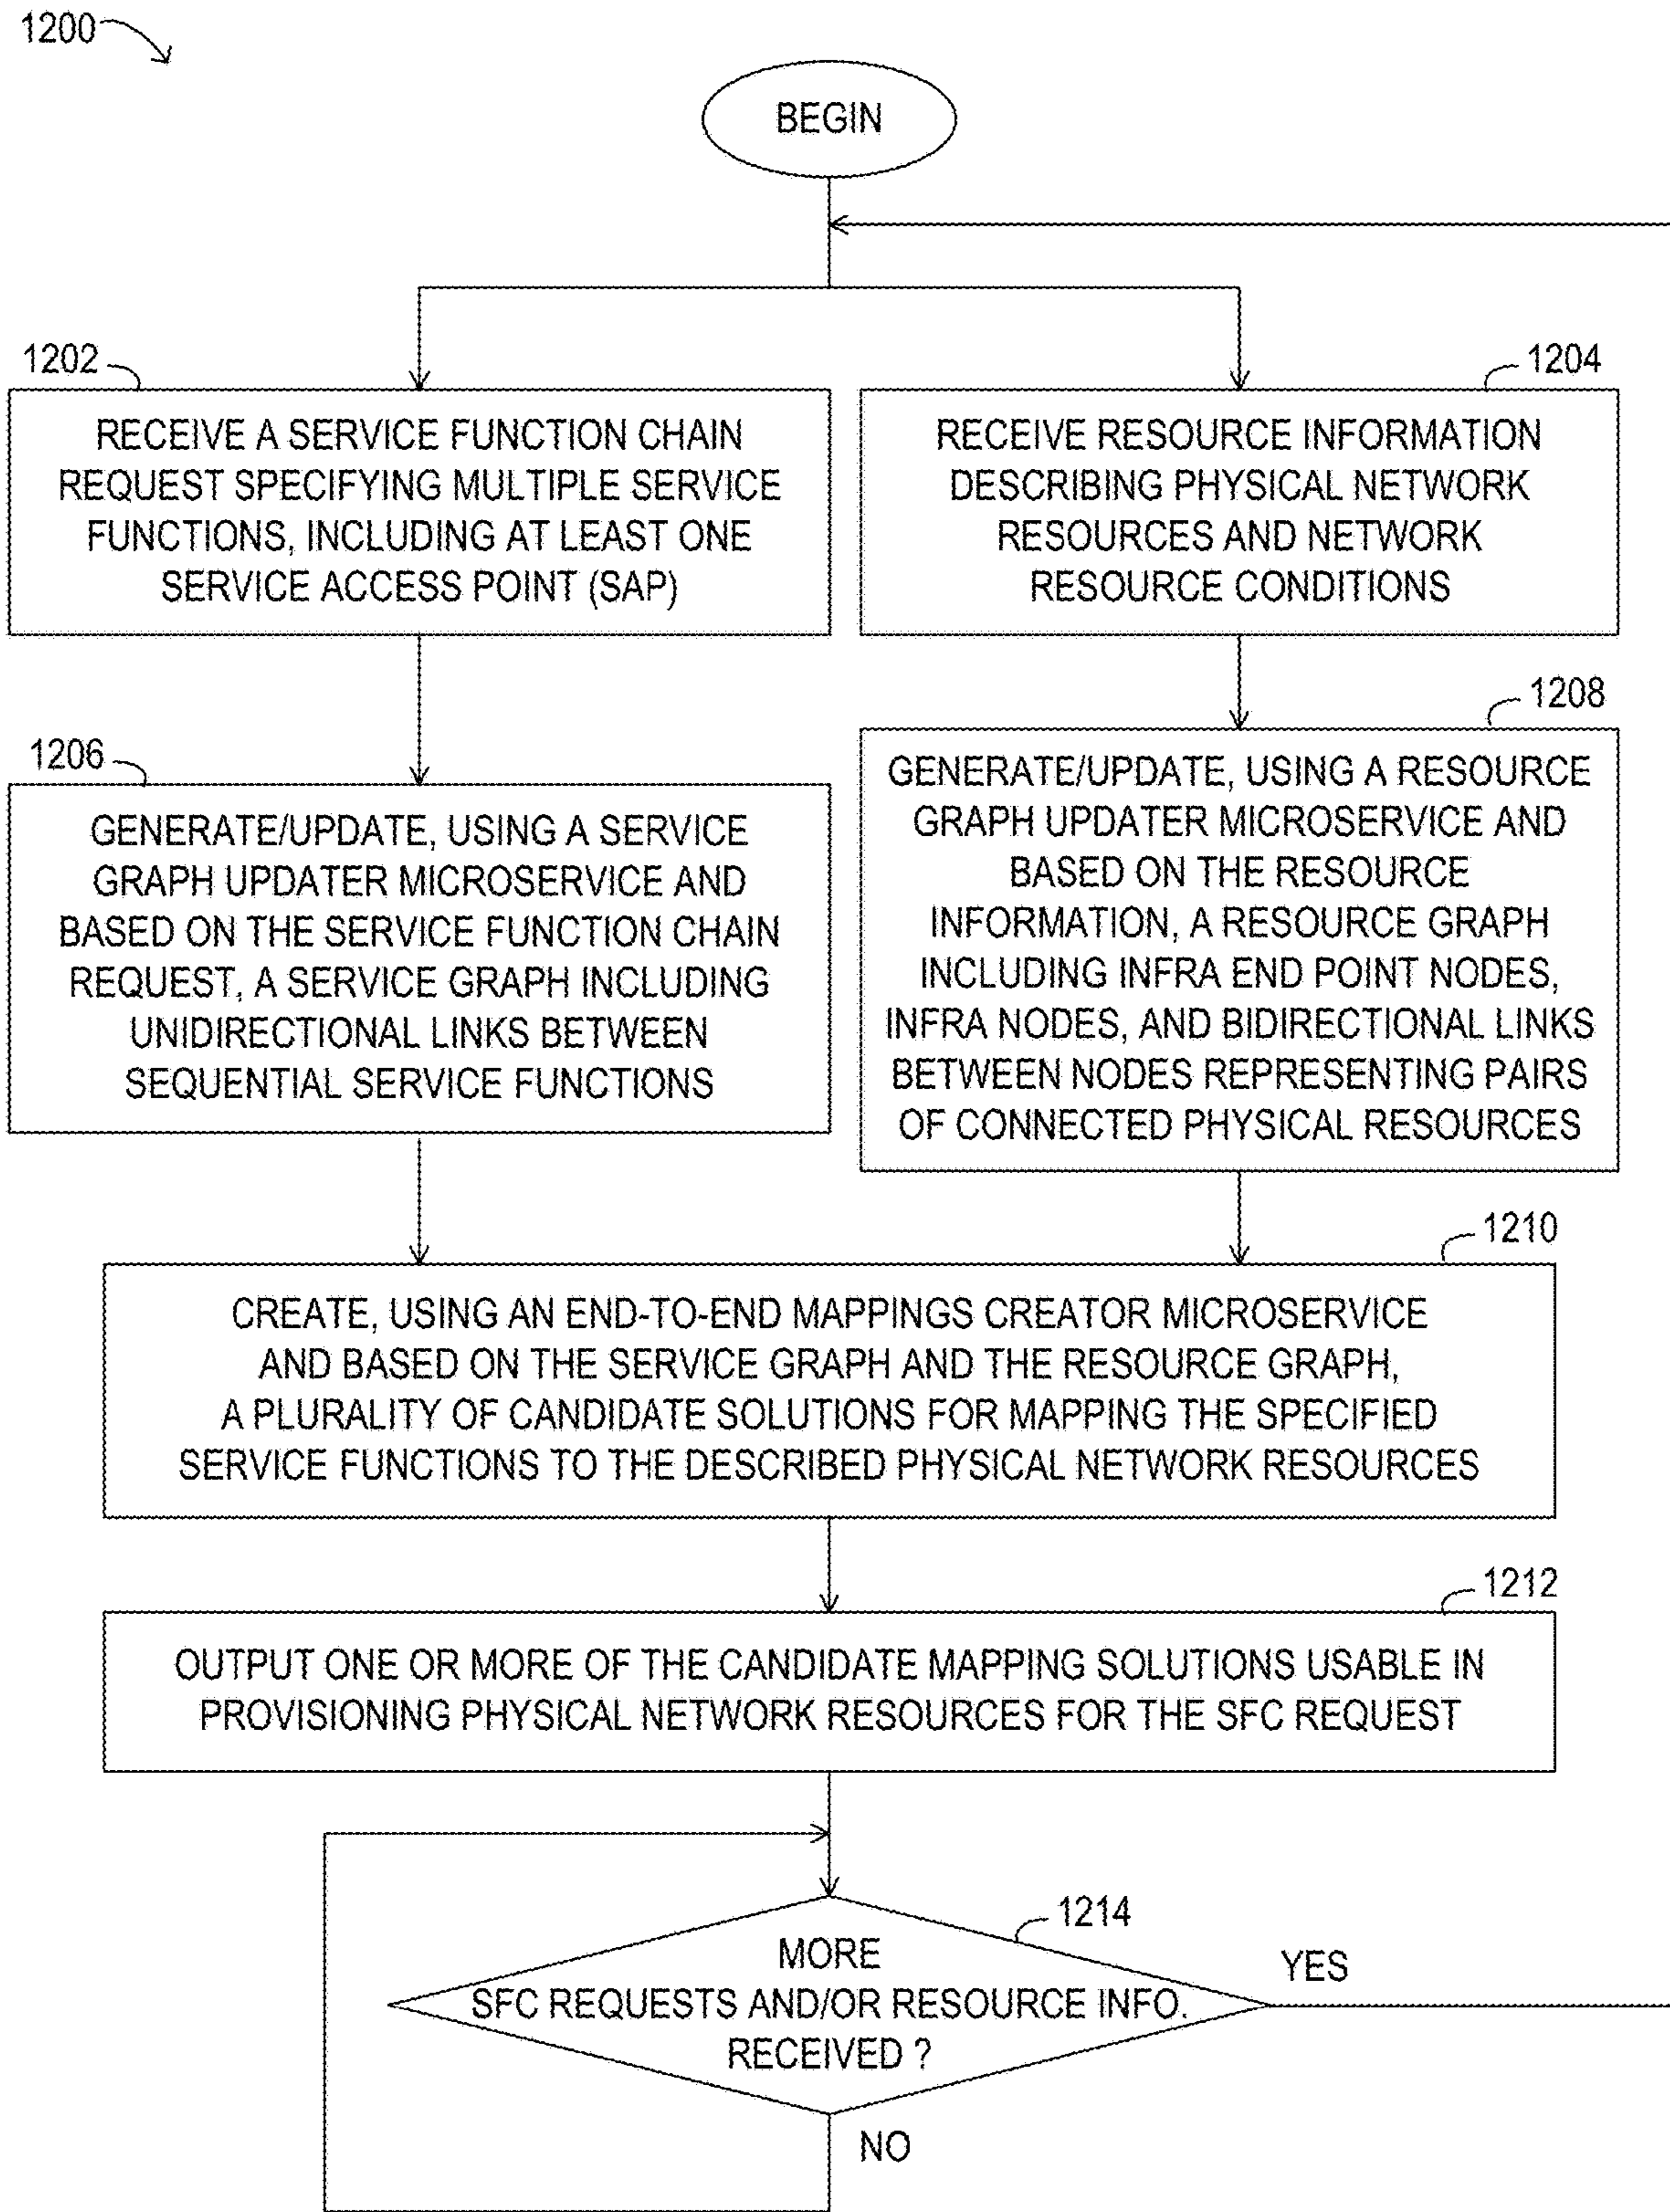 1200
BEGIN
1202
RECEIVE A SERVICE FUNCTION CHAIN
REQUEST SPECIFYING MULTIPLE SERVICE
FUNCTIONS, INCLUDING AT LEAST ONE
SERVICE ACCESS POINT (SAP)
1204
RECEIVE RESOURCE INFORMATION
DESCRIBING PHYSICAL NETWORK
RESOURCES AND NETWORK
RESOURCE CONDITIONS
1206
GENERATE/UPDATE, USING A SERVICE
GRAPH UPDATER MICROSERVICE AND
BASED ON THE SERVICE FUNCTION CHAIN
REQUEST, A SERVICE GRAPH INCLUDING
UNIDIRECTIONAL LINKS BETWEEN
SEQUENTIAL SERVICE FUNCTIONS
1208
GENERATE/UPDATE, USING A RESOURCE
GRAPH UPDATER MICROSERVICE AND
BASED ON THE RESOURCE
INFORMATION, A RESOURCE GRAPH
INCLUDING INFRA END POINT NODES,
INFRA NODES, AND BIDIRECTIONAL LINKS
BETWEEN NODES REPRESENTING PAIRS
OF CONNECTED PHYSICAL RESOURCES
1210
CREATE, USING AN END-TO-END MAPPINGS CREATOR MICROSERVICE
AND BASED ON THE SERVICE GRAPH AND THE RESOURCE GRAPH,
A PLURALITY OF CANDIDATE SOLUTIONS FOR MAPPING THE SPECIFIED
SERVICE FUNCTIONS TO THE DESCRIBED PHYSICAL NETWORK RESOURCES
1212
OUTPUT ONE OR MORE OF THE CANDIDATE MAPPING SOLUTIONS USABLE IN
PROVISIONING PHYSICAL NETWORK RESOURCES FOR THE SFC REQUEST
1214
MORE
SFC REQUESTS AND/OR RESOURCE INFO.
RECEIVED ?
YES
NO